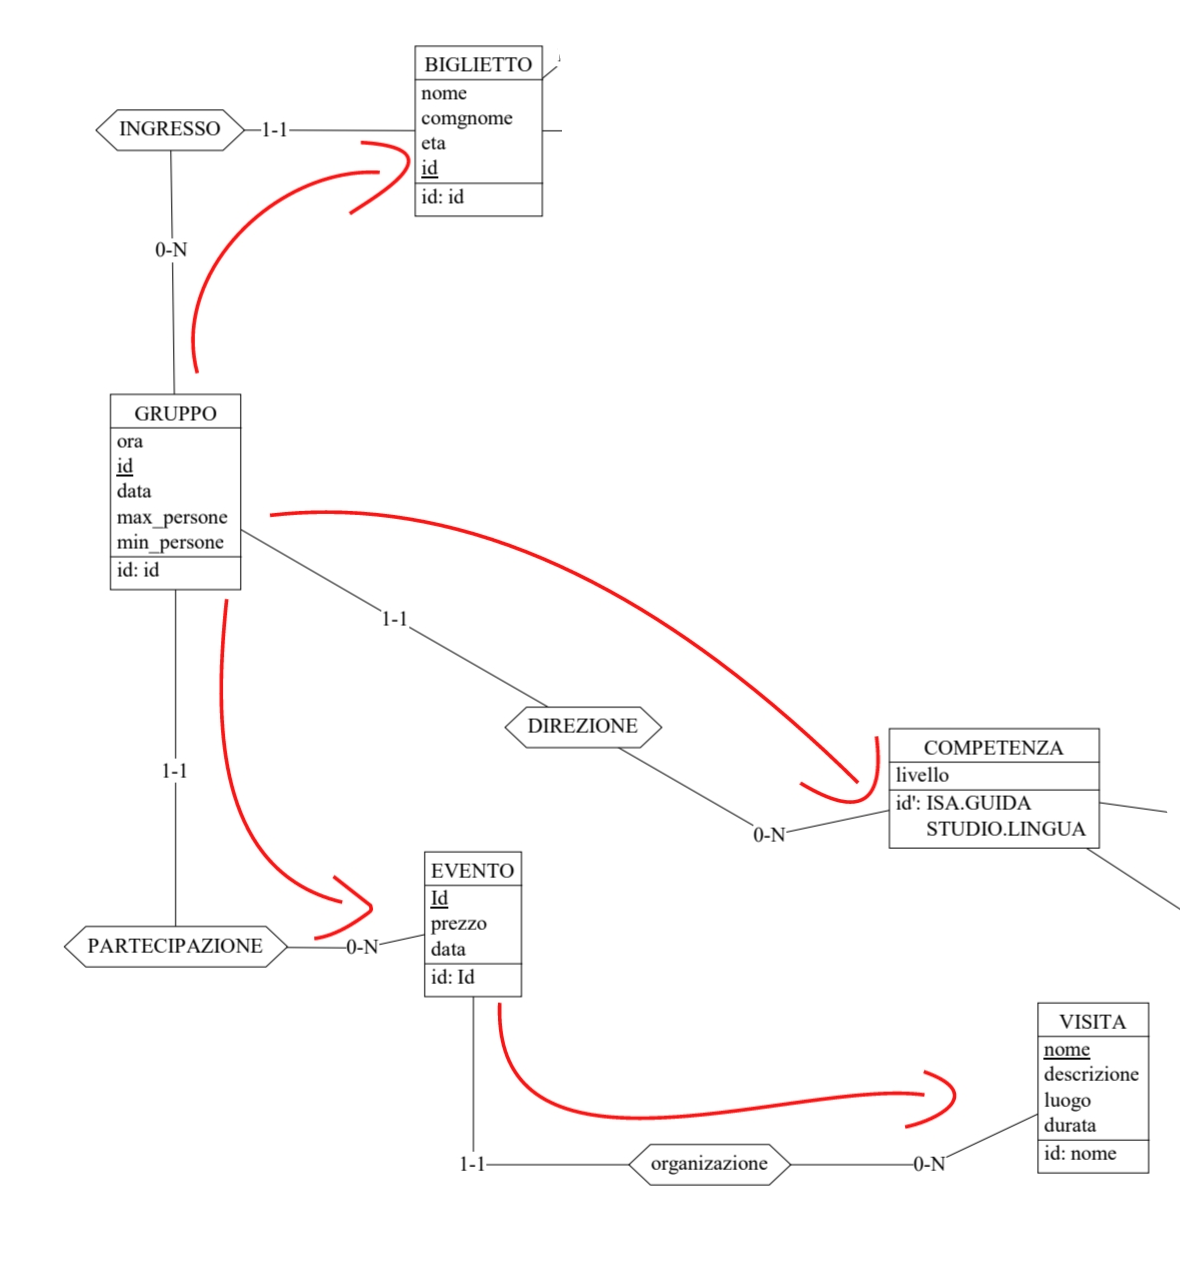 BIGLIETTO
nome
comgnome
eta
id
id: id
INGRESSO
1-1
0-N
GRUPPO
ora
id
data
max_persone
min_persone
id: id
1-1
DIREZIONE
0-N
COMPETENZA
livello
id': ISA.GUIDA
STUDIO.LINGUA
1-1
PARTECIPAZIONE
0-N
EVENTO
Id
prezzo
data
id: Id
1-1
organizazione
0-N
VISITA
nome
descrizione
luogo
durata
id: nome